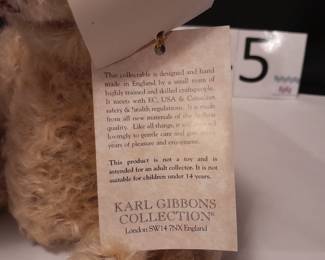 This collectable is designed and hand
made in England, by a small team of
highly trained and skilled craftspeople.
It meets with EC, USA & Canadian
safety & health regulations. It is made
from all new materials of the highest
quality. Like all things, it will respond
lovingly to gentle care and give many
years of pleasure and enjoyment.
This product is not a toy and is
intended for an adult collector. It is not
suitable for children under 14 years.
KARL GIBBONS
COLLECTION®
London SW14 7NX England
5